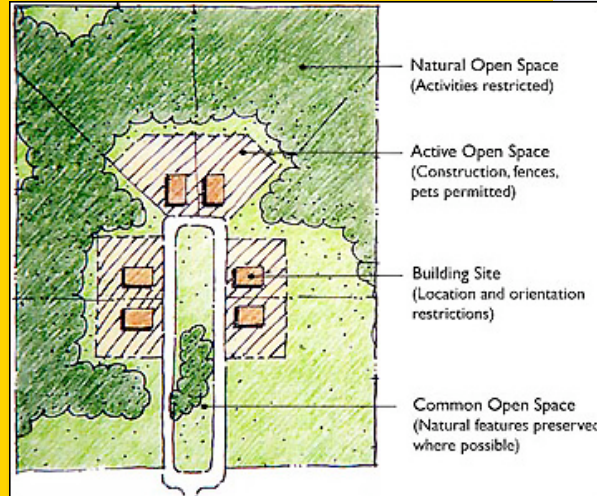 Natural Open Space
(Activities restricted)
Active Open Space
(Construction, fences,
pets permitted)
Building Site
(Location and orientation
restrictions)
Common Open Space
(Natural features preserved
where possible)